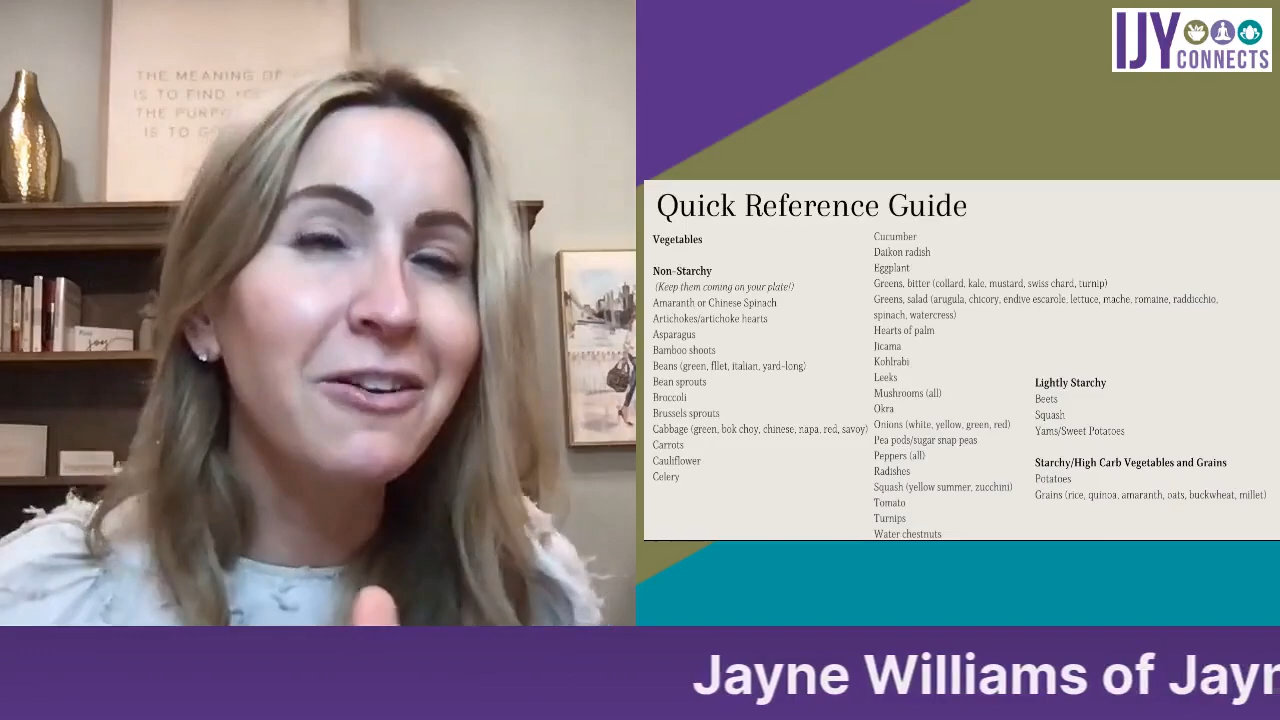 THE MEANING OF
IS TO FIND
THE PURPO
IS TO G
joy
IJY
CONNECTS
Quick Reference Guide
Vegetables
Non-Starchy
(Keep them coming on your plate!)
Amaranth or Chinese Spinach
Artichokes/artichoke hearts
Asparagus
Bamboo shoots
Beans (green, fllet, italian, yard-long)
Bean sprouts
Broccoli
Brussels sprouts
Cabbage (green, bok choy, chinese, napa, red, savoy)
Carrots
Cauliflower
Celery
Cucumber
Daikon radish
Eggplant
Greens, bitter (collard, kale, mustard, swiss chard, turnip)
Greens, salad (arugula, chicory, endive escarole, lettuce, mache, romaine, raddicchio,
spinach, watercress)
Hearts of palm
Jicama
Kohlrabi
Leeks
Mushrooms (all)
Okra
Onions (white, yellow, green, red)
Pea pods/sugar snap peas
Peppers (all)
Radishes
Squash (yellow summer, zucchini)
Tomato
Turnips
Water chestnuts
Lightly Starchy
Beets
Squash
Yams/Sweet Potatoes
Starchy/High Carb Vegetables and Grains
Potatoes
Grains (rice, quinoa, amaranth, oats, buckwheat, millet)
Jayne Williams of Jayn